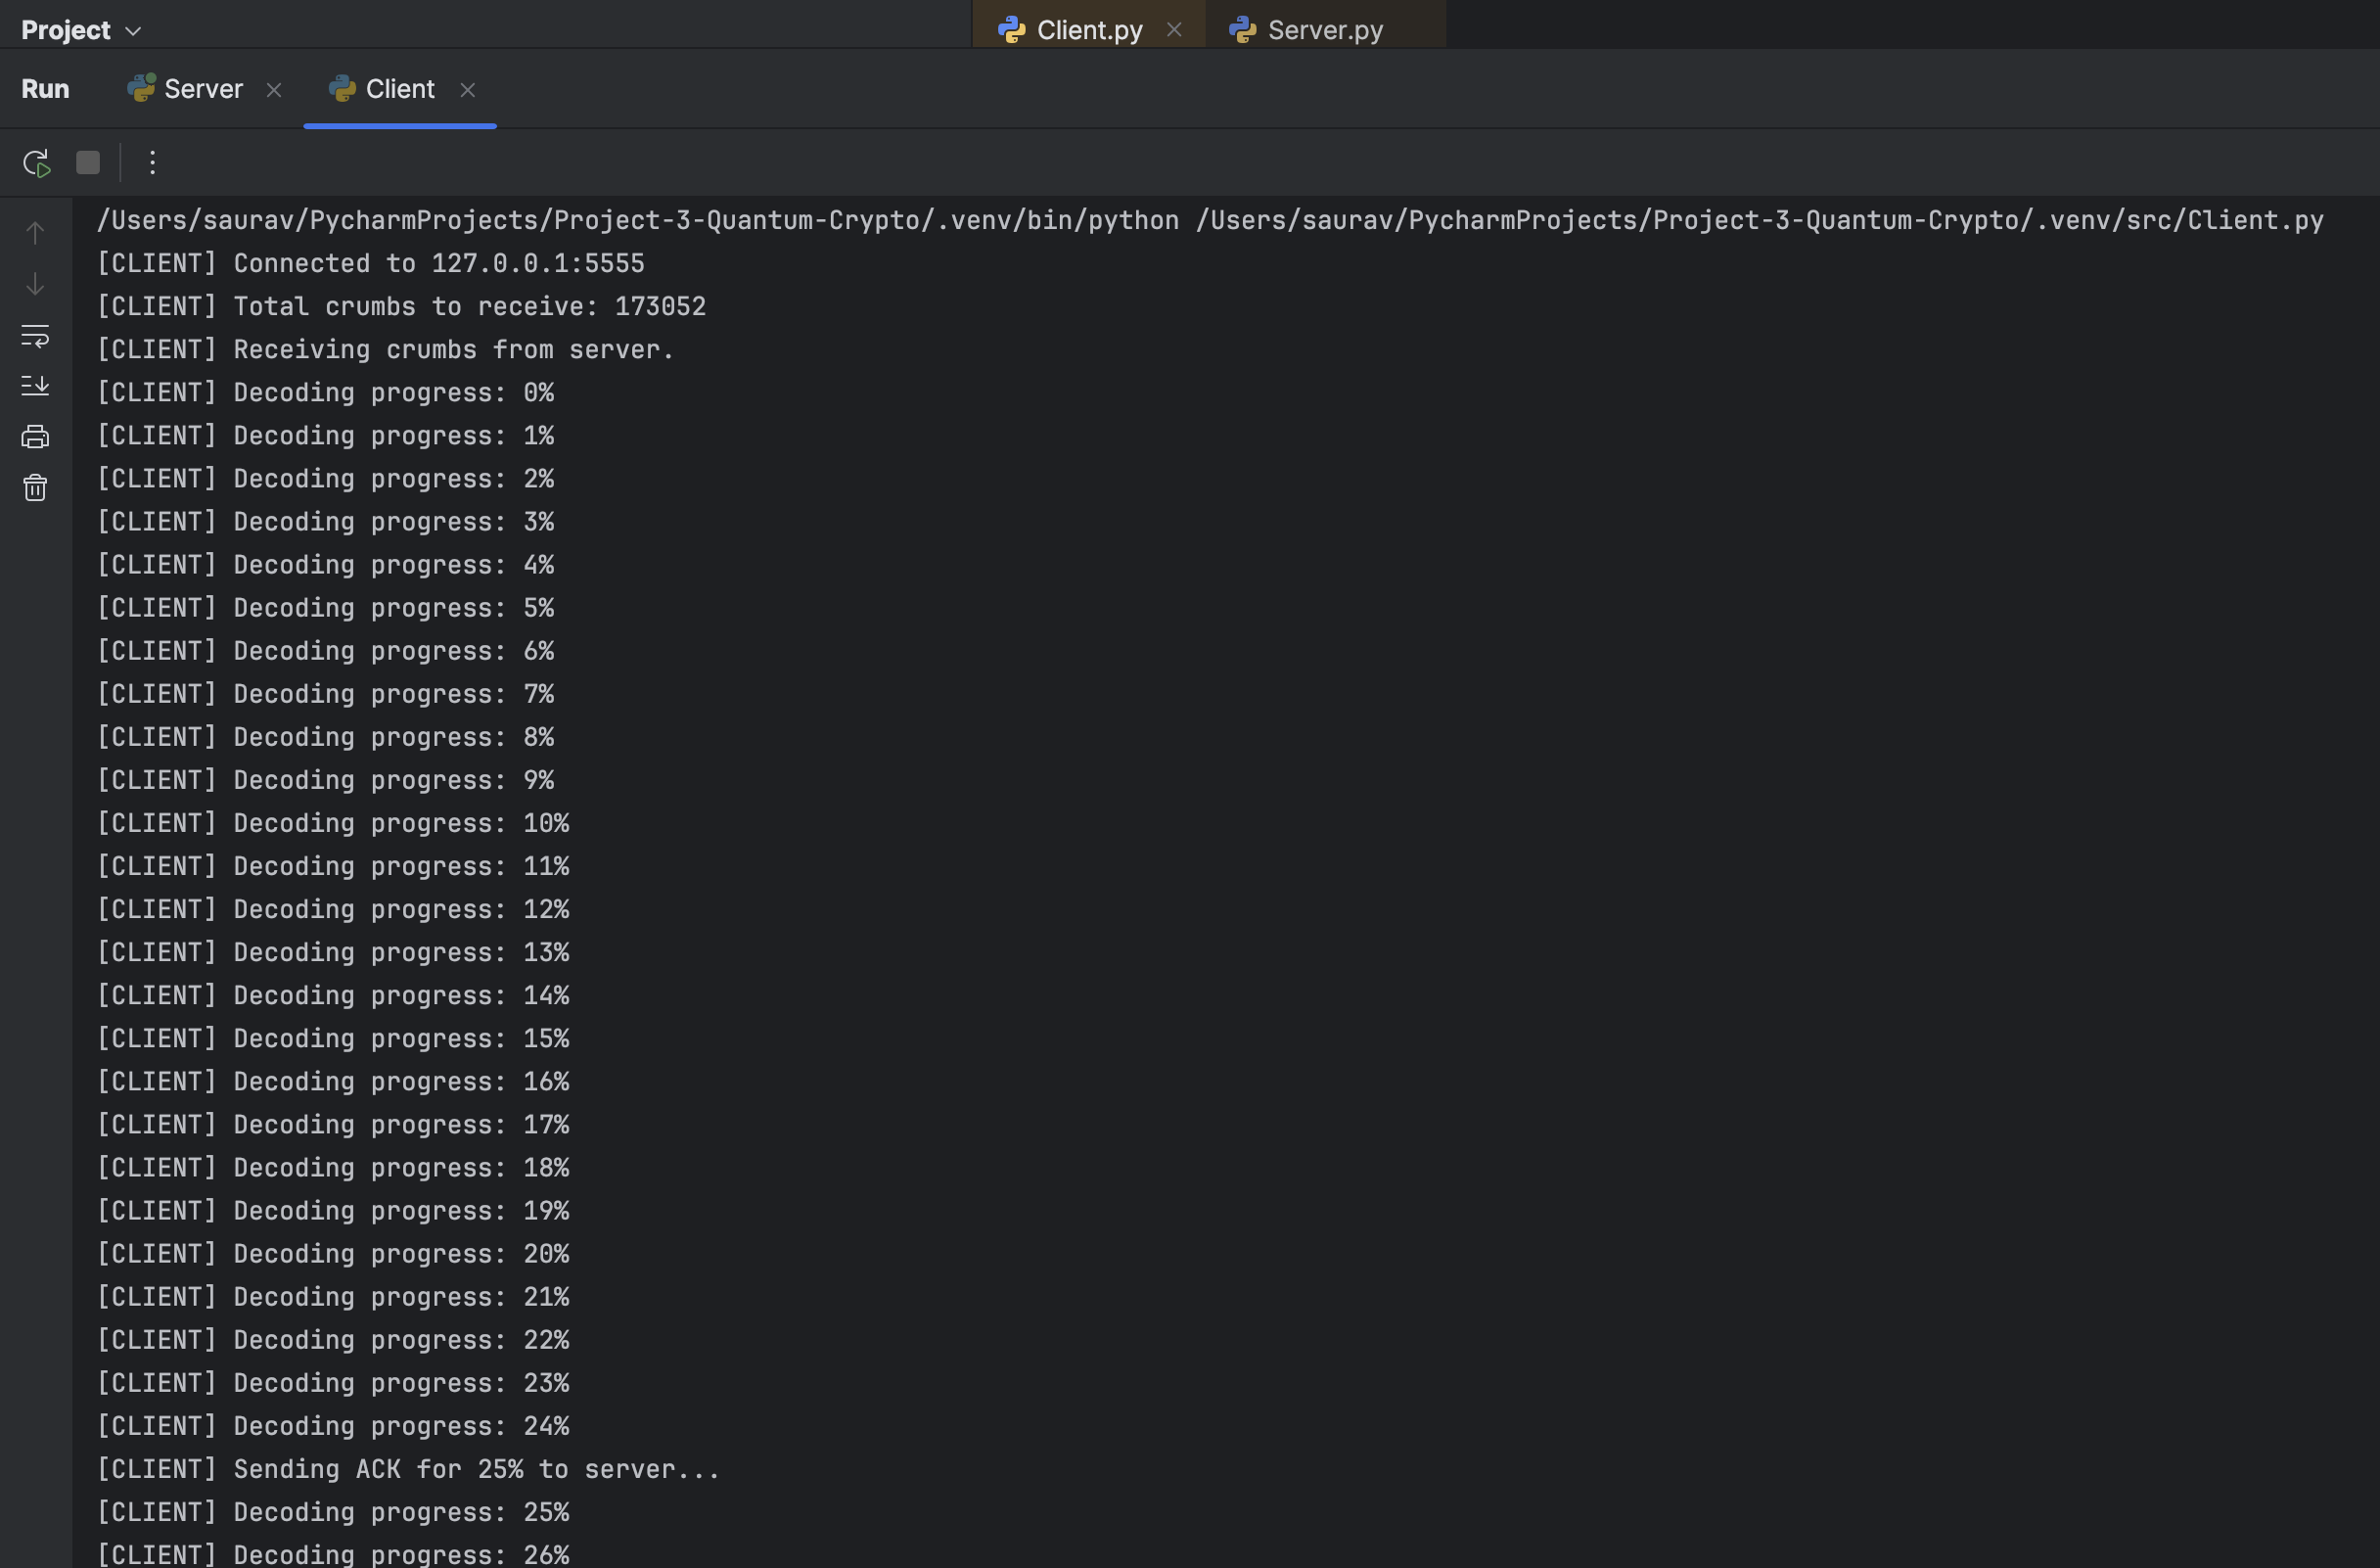 Project
Client.py
Server.py
Run
Server
Client
/Users/saurav/PycharmProjects/Project-3-Quantum-Crypto/.venv/bin/python /Users/saurav/PycharmProjects/Project-3-Quantum-Crypto/.venv/src/Client.py
[CLIENT] Connected to 127.0.0.1:5555
[CLIENT] Total crumbs to receive: 173052
[CLIENT] Receiving crumbs from server.
[CLIENT] Decoding progress: 0%
[CLIENT] Decoding progress: 1%
[CLIENT] Decoding progress: 2%
[CLIENT] Decoding progress: 3%
[CLIENT] Decoding progress: 4%
[CLIENT] Decoding progress: 5%
[CLIENT] Decoding progress: 6%
[CLIENT] Decoding progress: 7%
[CLIENT] Decoding progress: 8%
[CLIENT] Decoding progress: 9%
[CLIENT] Decoding progress: 10%
[CLIENT] Decoding progress: 11%
[CLIENT] Decoding progress: 12%
[CLIENT] Decoding progress: 13%
[CLIENT] Decoding progress: 14%
[CLIENT] Decoding progress: 15%
[CLIENT] Decoding progress: 16%
[CLIENT] Decoding progress: 17%
[CLIENT] Decoding progress: 18%
[CLIENT] Decoding progress: 19%
[CLIENT] Decoding progress: 20%
[CLIENT] Decoding progress: 21%
[CLIENT] Decoding progress: 22%
[CLIENT] Decoding progress: 23%
[CLIENT] Decoding progress: 24%
[CLIENT] Sending ACK for 25% to server...
[CLIENT] Decoding progress: 25%
[CLIENT] Decoding progress: 26%